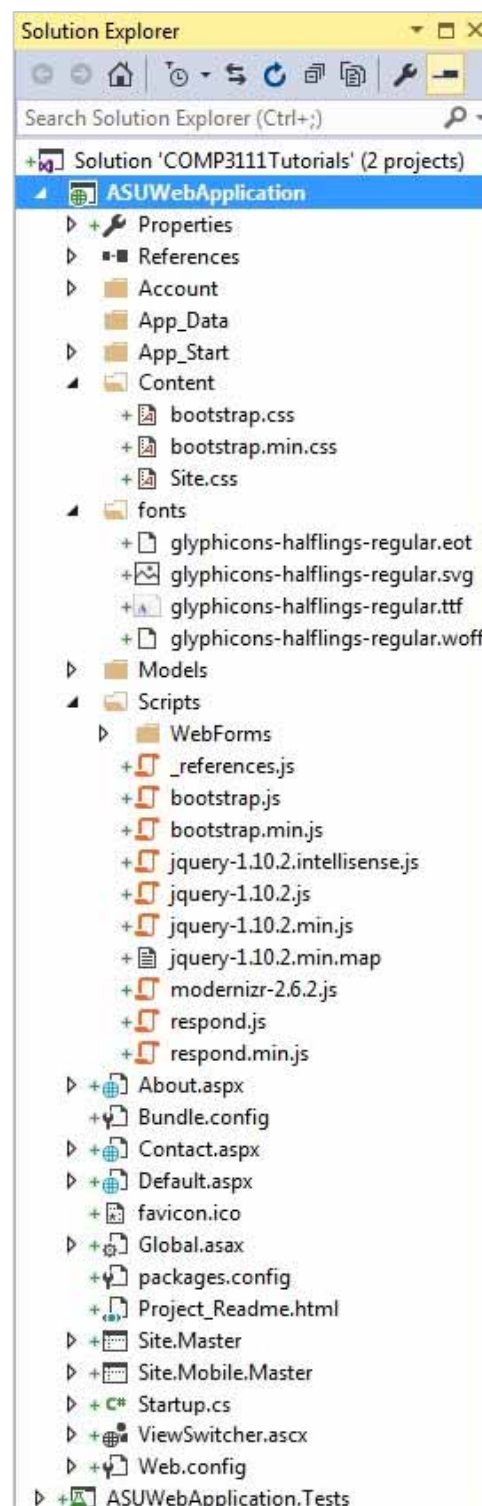 Solution Explorer
Search Solution Explorer (Ctrl+;)
Solution 'COMP3111Tutorials' (2 projects)
ASUWebApplication
Properties
References
Account
App_Data
App_Start
Content
bootstrap.css
bootstrap.min.css
Site.css
fonts
glyphicons-halflings-regular.eot
glyphicons-halflings-regular.svg
glyphicons-halflings-regular.ttf
glyphicons-halflings-regular.woff
Models
Scripts
WebForms
_references.js
bootstrap.js
bootstrap.min.js
jquery-1.10.2.intellisense.js
jquery-1.10.2.js
jquery-1.10.2.min.js
jquery-1.10.2.min.map
modernizr-2.6.2.js
respond.js
respond.min.js
About.aspx
Bundle.config
Contact.aspx
Default.aspx
favicon.ico
Global.asax
packages.config
Project_Readme.html
Site.Master
Site.Mobile.Master
C# Startup.cs
ViewSwitcher.ascx
Web.config
ASUWebApplication.Tests